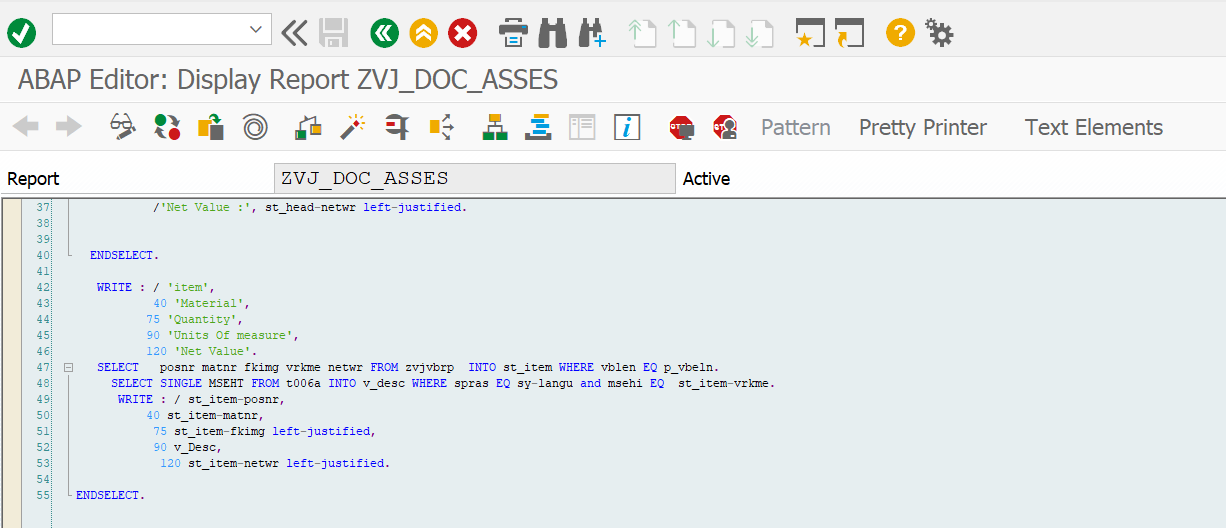 ABAP Editor: Display Report ZVJ_DOC_ASSES
Pattern Pretty Printer Text Elements
Report ZVJ_DOC_ASSES Active
37 /'Net Value :', st_head-netwr left-justified.
38
39
40 ENDSELECT.
41
42 WRITE : / 'item',
43 40 'Material',
44 75 'Quantity',
45 90 'Units Of measure',
46 120 'Net Value'.
47 SELECT posnr matnr fkimg vrkme netwr FROM zvjvbrp INTO st_item WHERE vblen EQ p_vbeln.
48 SELECT SINGLE MSEHT FROM t006a INTO v_desc WHERE spras EQ sy-langu and msehi EQ st_item-vrkme.
49 WRITE : / st_item-posnr,
50 40 st_item-matnr,
51 75 st_item-fkimg left-justified,
52 90 v_Desc,
53 120 st_item-netwr left-justified.
54
55 ENDSELECT.